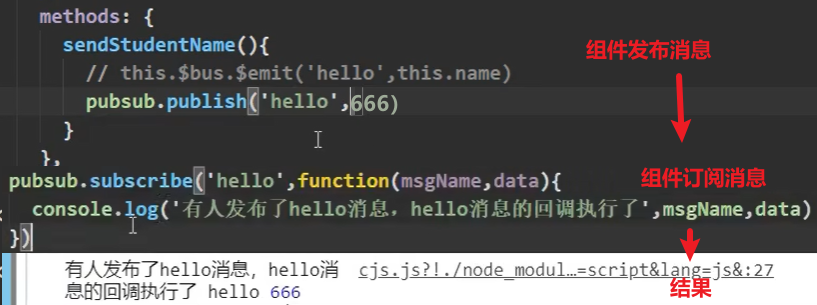 methods: {
sendStudentName(){
// this.$bus.$emit('hello',this.name)
组件发布消息
pubsub.publish('hello',666)
}
},
组件订阅消息
pubsub.subscribe('hello',function(msgName,data){
console.log('有人发布了hello消息，hello消息的回调执行了',msgName,data)
})
有人发布了hello消息，hello消 cjs.js?!./node_modul…=script&lang=js&:27
息的回调执行了 hello 666
结果